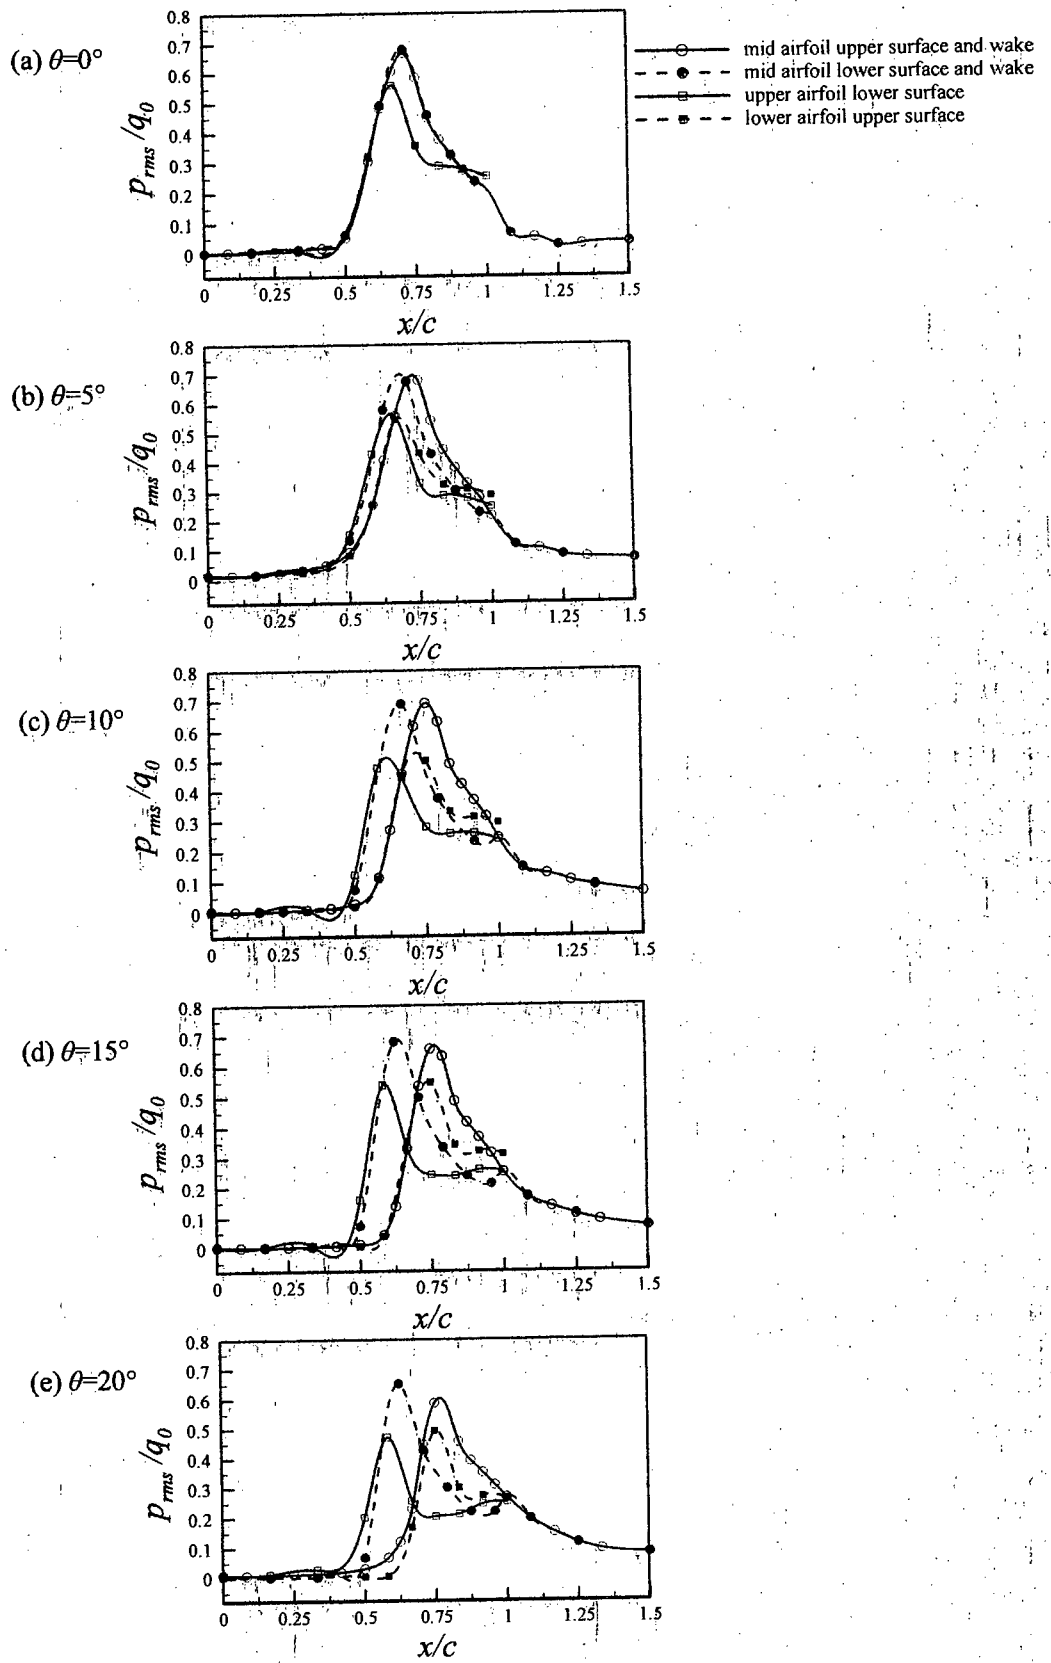 (a) θ=0°
0.8
0.7
0.6
0.5
0.4
0.3
0.2
0.1
0
p_rms/q_0
0 0.25 0.5 0.75 1 1.25 1.5
x/c
mid airfoil upper surface and wake
mid airfoil lower surface and wake
upper airfoil lower surface
lower airfoil upper surface
(b) θ=5°
0.8
0.7
0.6
0.5
0.4
0.3
0.2
0.1
0
p_rms/q_0
0 0.25 0.5 0.75 1 1.25 1.5
x/c
(c) θ=10°
0.8
0.7
0.6
0.5
0.4
0.3
0.2
0.1
0
p_rms/q_0
0 0.25 0.5 0.75 1 1.25 1.5
x/c
(d) θ=15°
0.8
0.7
0.6
0.5
0.4
0.3
0.2
0.1
0
p_rms/q_0
0 0.25 0.5 0.75 1 1.25 1.5
x/c
(e) θ=20°
0.8
0.7
0.6
0.5
0.4
0.3
0.2
0.1
0
p_rms/q_0
0 0.25 0.5 0.75 1 1.25 1.5
x/c